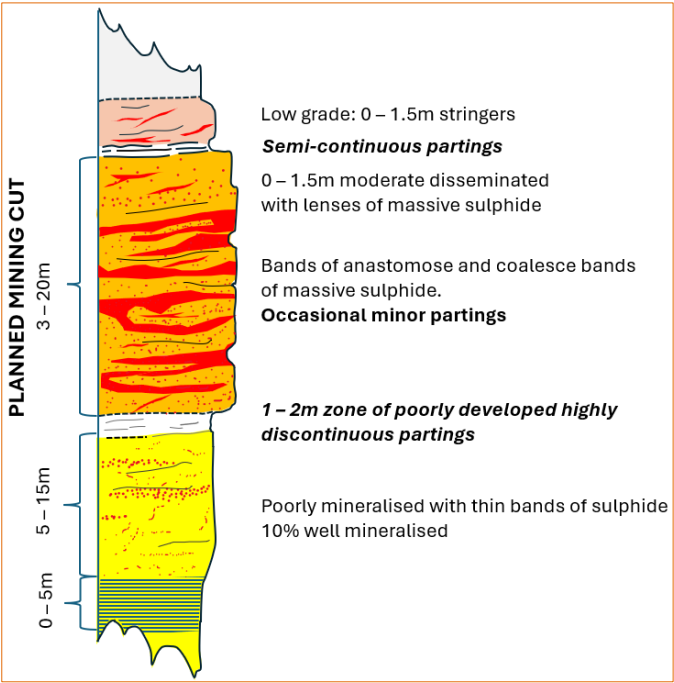 Low grade: 0 – 1.5m stringers
Semi-continuous partings
0 – 1.5m moderate disseminated
with lenses of massive sulphide
PLANNED MINING CUT
3 – 20m
Bands of anastomose and coalesce bands
of massive sulphide.
Occasional minor partings
1 – 2m zone of poorly developed highly
discontinuous partings
5 – 15m
Poorly mineralised with thin bands of sulphide
10% well mineralised
0 – 5m